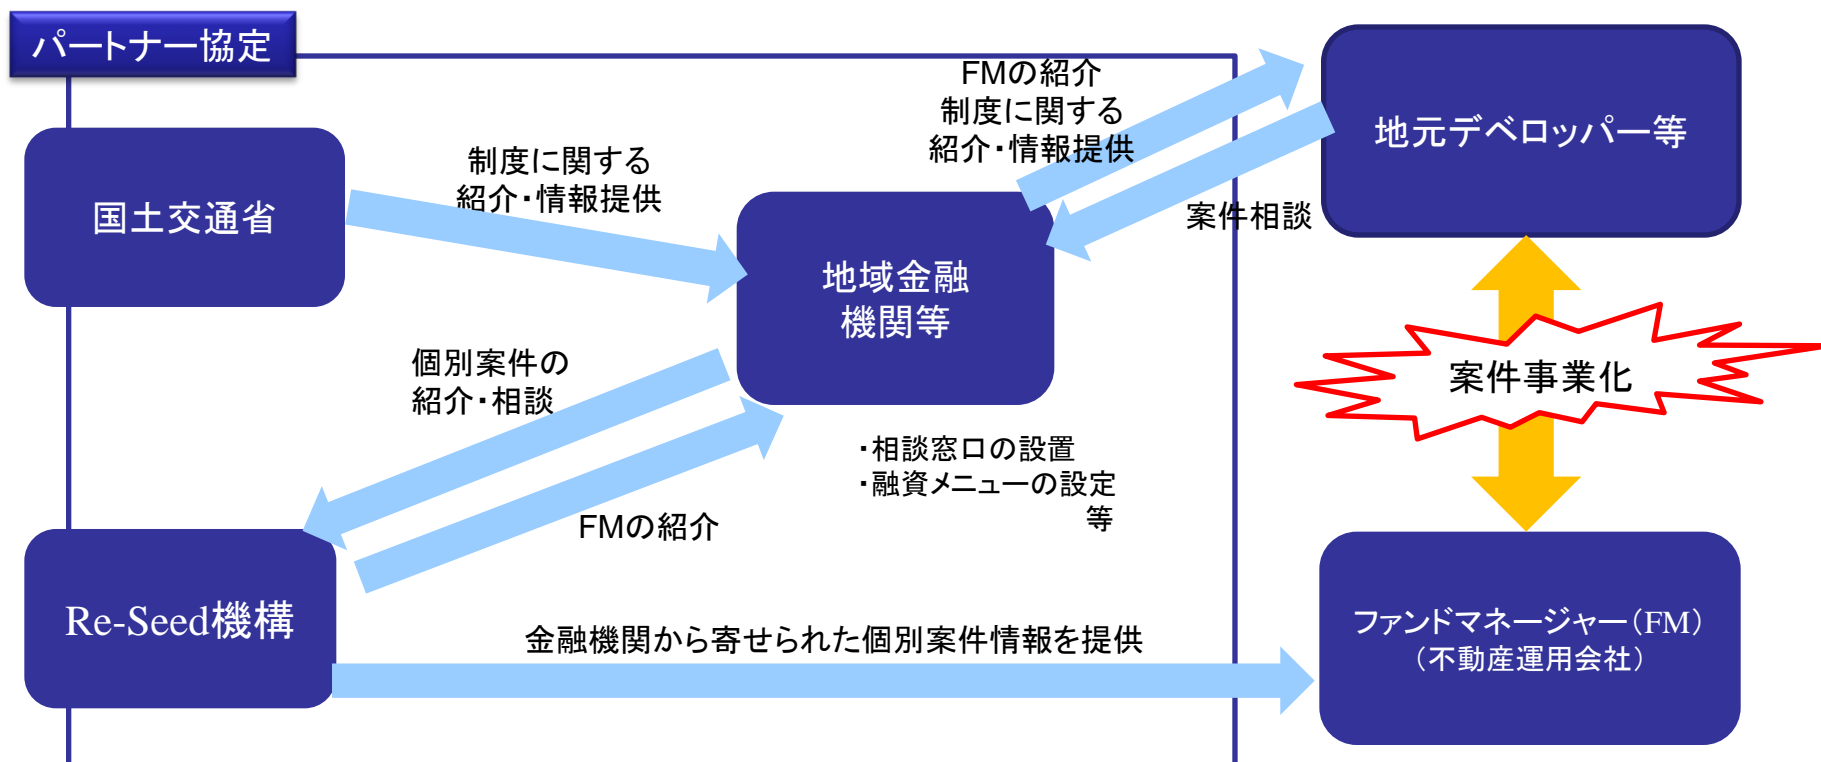 パートナー協定
国土交通省
制度に関する
紹介・情報提供
FMの紹介
制度に関する
紹介・情報提供
地元デベロッパー等
案件相談
地域金融
機関等
個別案件の
紹介・相談
案件事業化
・相談窓口の設置
・融資メニューの設定
等
FMの紹介
Re-Seed機構
金融機関から寄せられた個別案件情報を提供
ファンドマネージャー（FM）
（不動産運用会社）